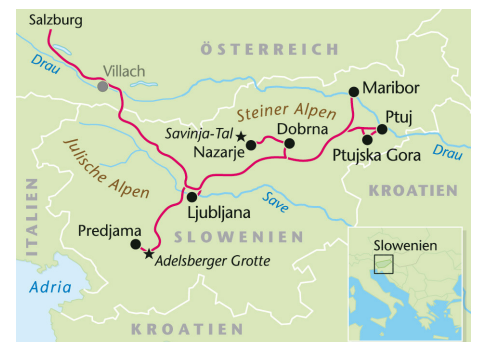 Salzburg
ÖSTERREICH
Drau
Villach
Maribor
Steiner Alpen
Ptuj
Savinja-Tal
Dobrna
Nazarje
Ptujska Gora
Drau
Julische Alpen
KROATIEN
ITALIEN
Ljubljana
Save
Predjama
SLOWENIEN
Slowenien
Adelsberger Grotte
Adria
KROATIEN